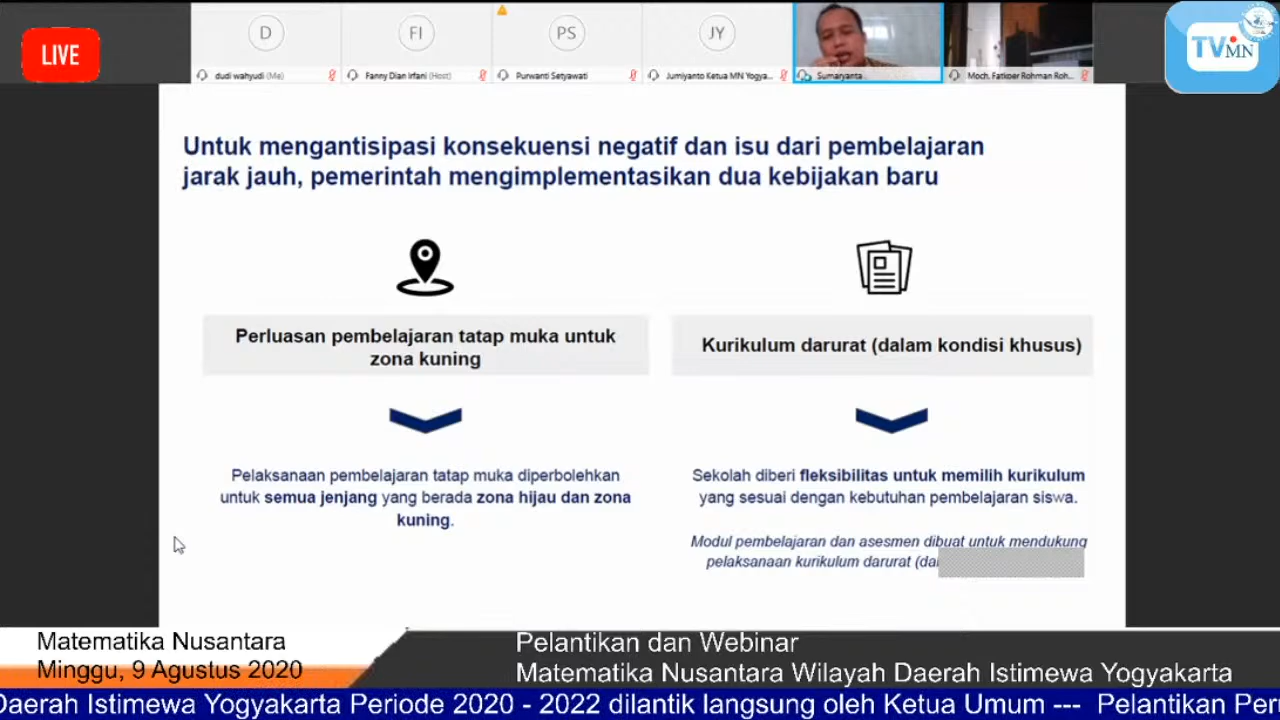 LIVE
D
FI
PS
JY
dudi wahyudi (Me)
Fanny Dian Irfani (Host)
Purwanti Setyawati
Jumiyanto Ketua MN Yogya...
Sumaryanta
Moch. Fatkoer Rohman Roh...
TVMN
Untuk mengantisipasi konsekuensi negatif dan isu dari pembelajaran
jarak jauh, pemerintah mengimplementasikan dua kebijakan baru
Perluasan pembelajaran tatap muka untuk
zona kuning
Pelaksanaan pembelajaran tatap muka diperbolehkan
untuk semua jenjang yang berada zona hijau dan zona
kuning.
Kurikulum darurat (dalam kondisi khusus)
Sekolah diberi fleksibilitas untuk memilih kurikulum
yang sesuai dengan kebutuhan pembelajaran siswa.
Modul pembelajaran dan asesmen dibuat untuk mendukung
pelaksanaan kurikulum darurat
Matematika Nusantara
Minggu, 9 Agustus 2020
Pelantikan dan Webinar
Matematika Nusantara Wilayah Daerah Istimewa Yogyakarta
Daerah Istimewa Yogyakarta Periode 2020 - 2022 dilantik langsung oleh Ketua Umum --- Pelantikan Per